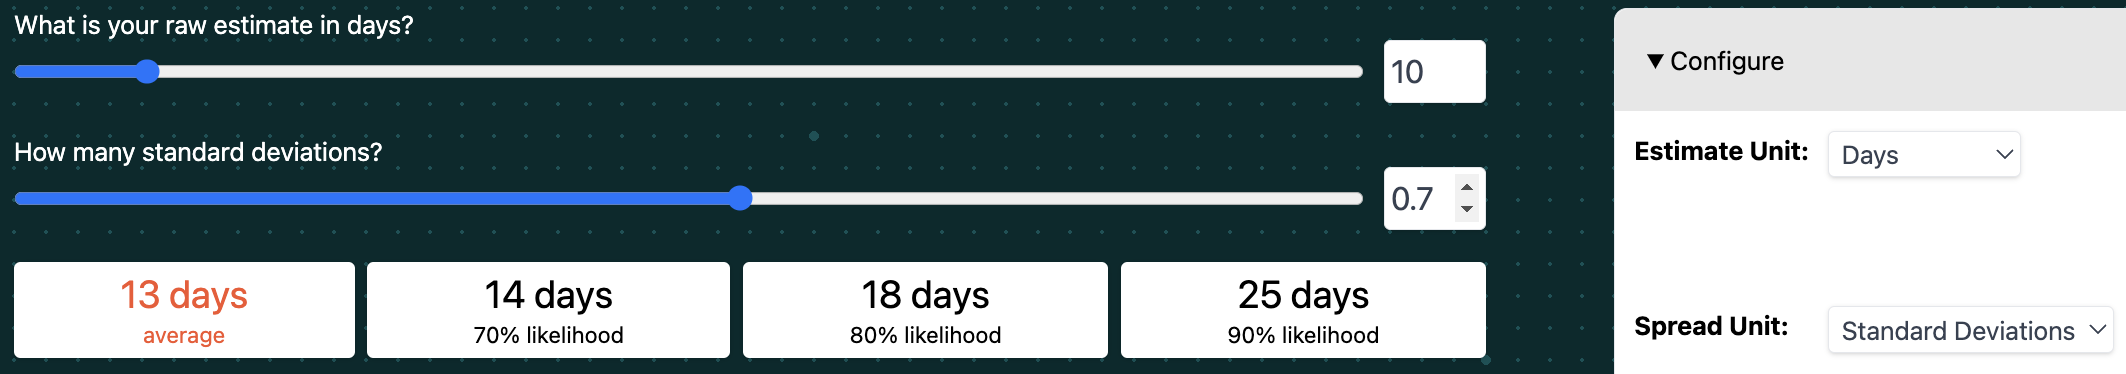 What is your raw estimate in days?
10
How many standard deviations?
0.7
13 days
average
14 days
70% likelihood
18 days
80% likelihood
25 days
90% likelihood
Configure
Estimate Unit: Days
Spread Unit: Standard Deviations